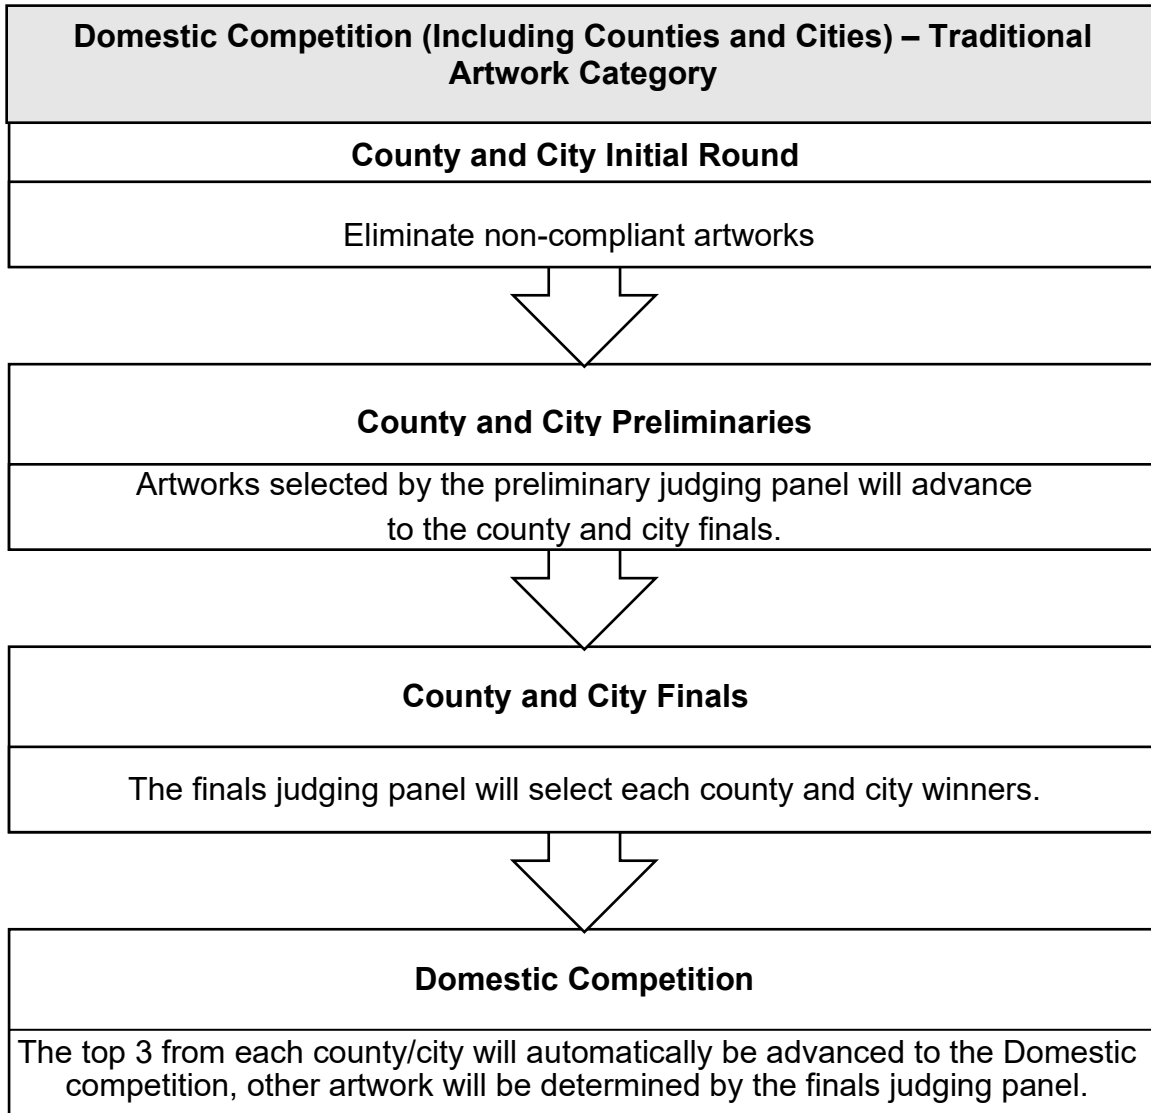 Domestic Competition (Including Counties and Cities) – Traditional
Artwork Category
County and City Initial Round
Eliminate non-compliant artworks
County and City Preliminaries
Artworks selected by the preliminary judging panel will advance
to the county and city finals.
County and City Finals
The finals judging panel will select each county and city winners.
Domestic Competition
The top 3 from each county/city will automatically be advanced to the Domestic
competition, other artwork will be determined by the finals judging panel.